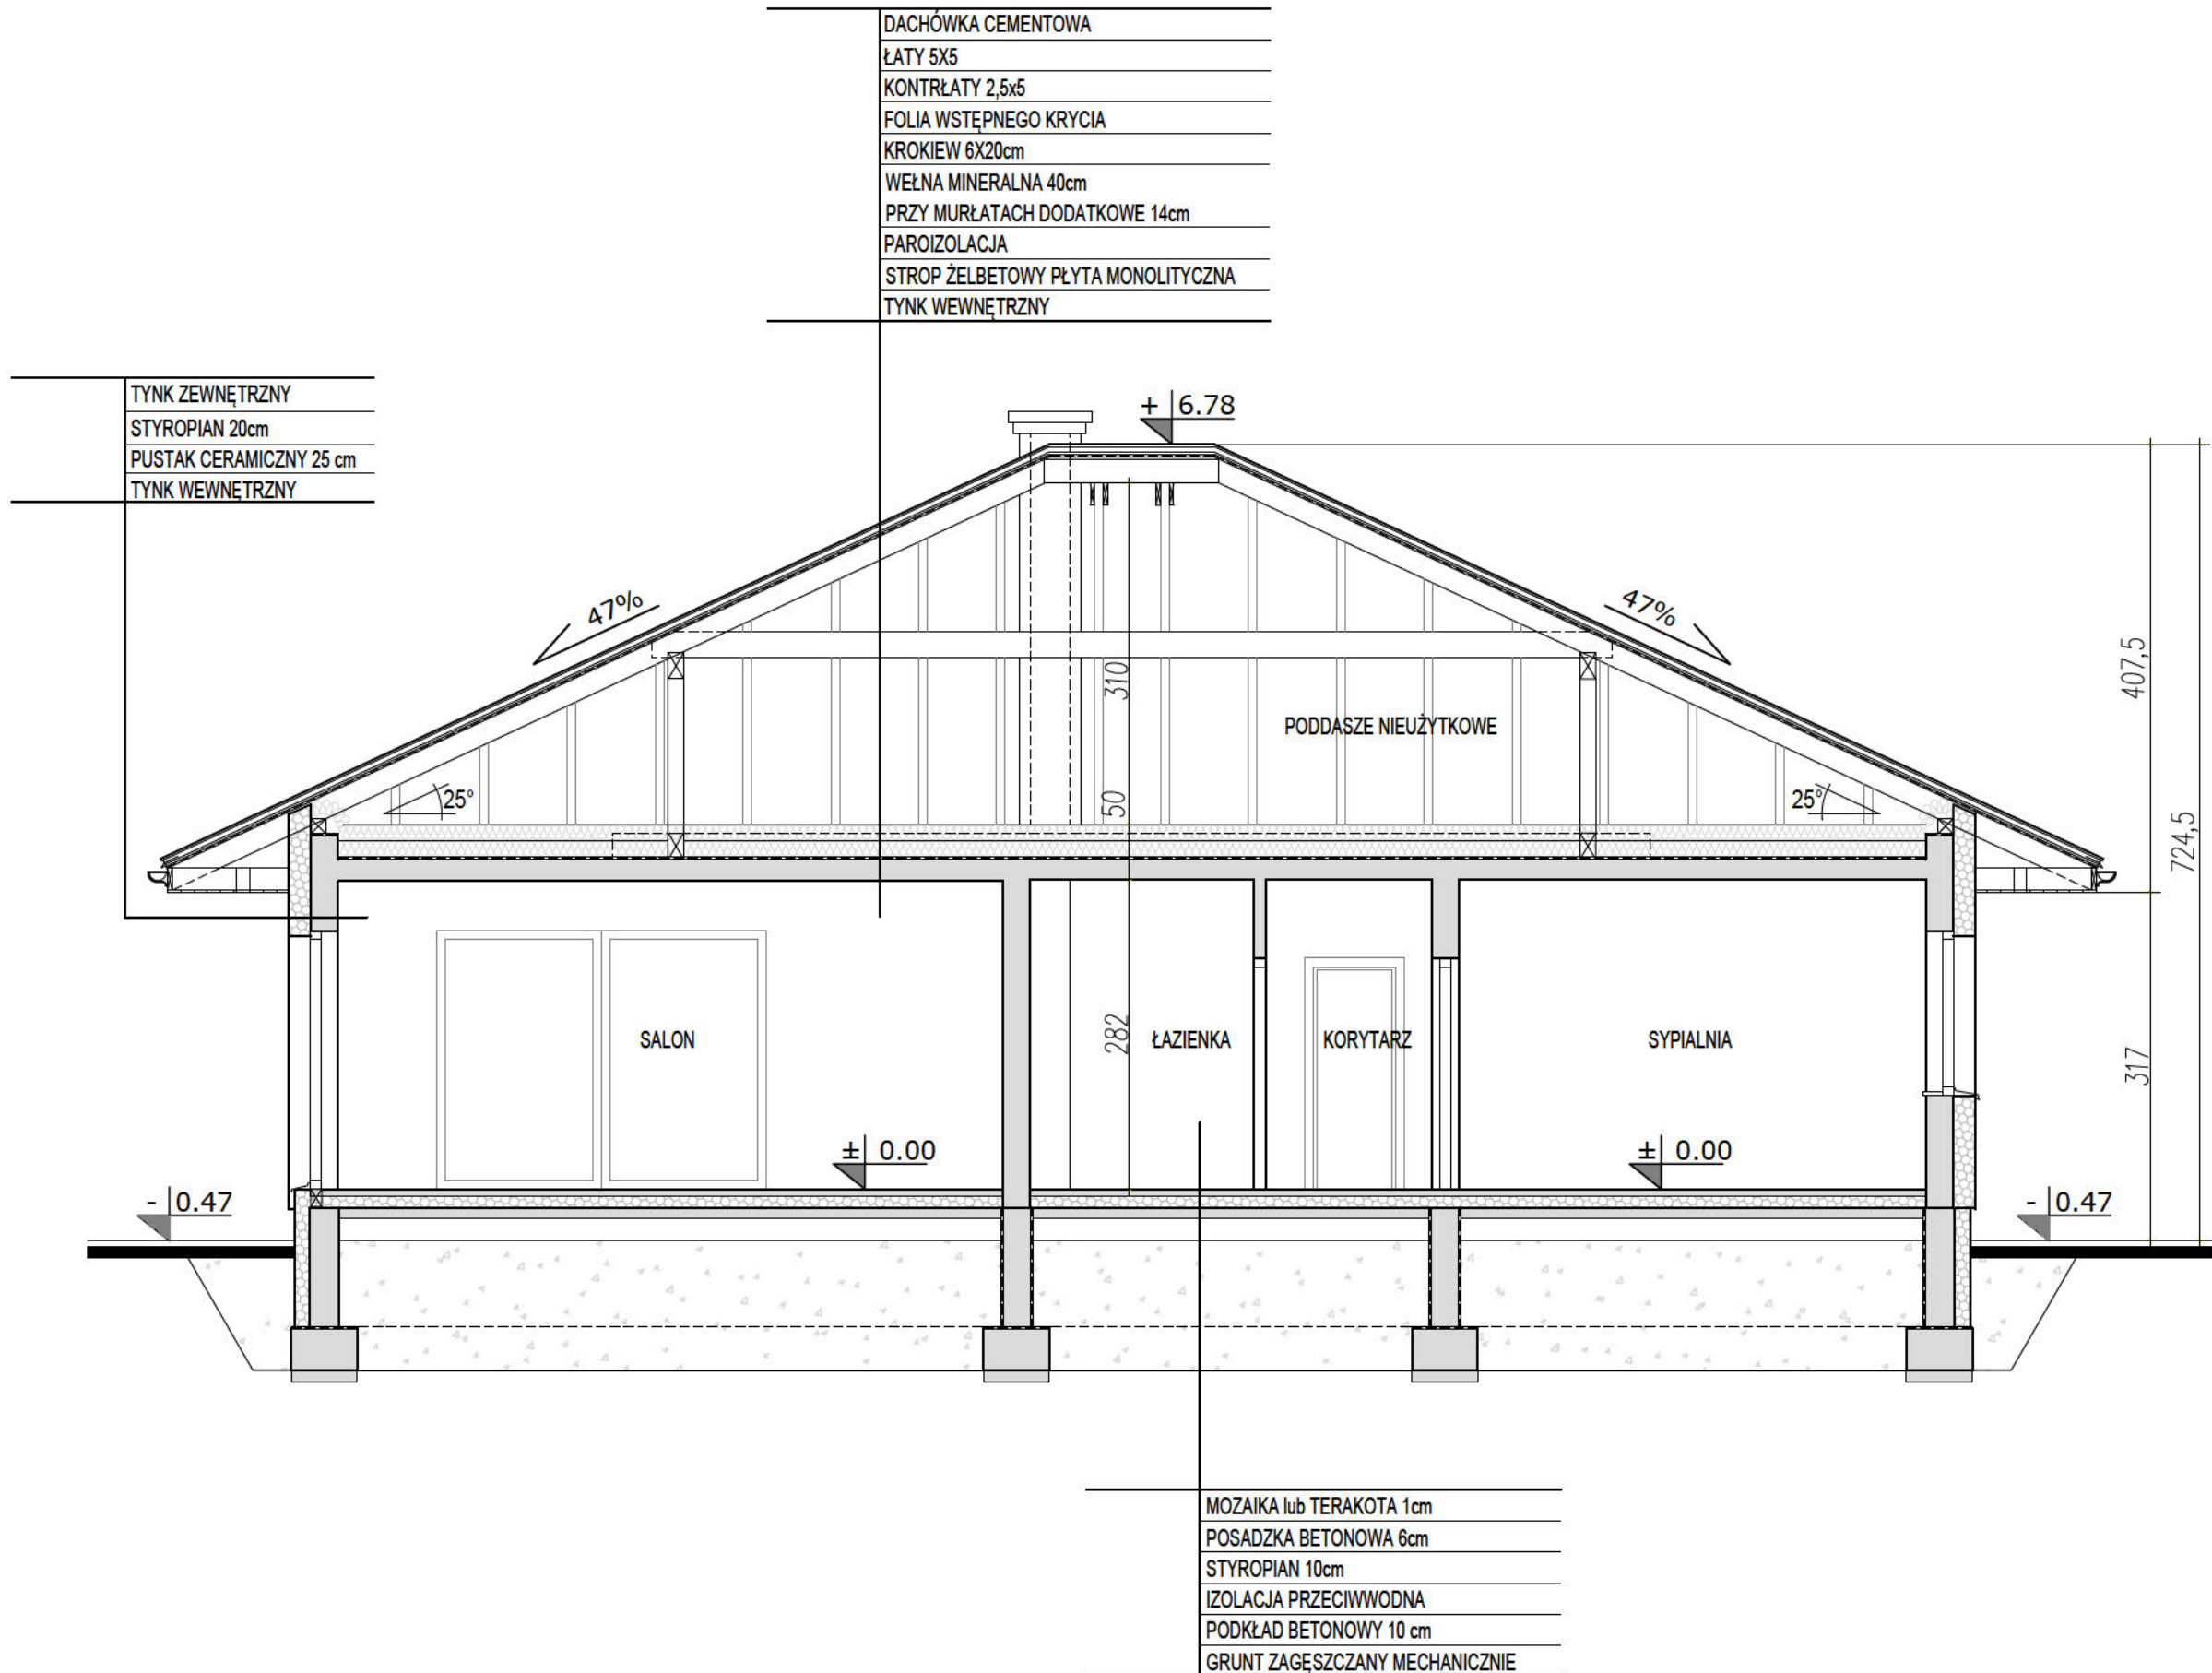 DACHÓWKA CEMENTOWA
ŁATY 5X5
KONTRŁATY 2,5x5
FOLIA WSTĘPNEGO KRYCIA
KROKIEW 6X20cm
WEŁNA MINERALNA 40cm
PRZY MURŁATACH DODATKOWE 14cm
PAROIZOLACJA
STROP ŻELBETOWY PŁYTA MONOLITYCZNA
TYNK WEWNĘTRZNY
TYNK ZEWNĘTRZNY
STYROPIAN 20cm
PUSTAK CERAMICZNY 25 cm
TYNK WEWNĘTRZNY
+ 6.78
47%
47%
407,5
310
PODDASZE NIEUŻYTKOWE
25°
50
25°
724,5
SALON
282
ŁAZIENKA
KORYTARZ
SYPIALNIA
317
± 0.00
± 0.00
- 0.47
- 0.47
MOZAIKA lub TERAKOTA 1cm
POSADZKA BETONOWA 6cm
STYROPIAN 10cm
IZOLACJA PRZECIWWODNA
PODKŁAD BETONOWY 10 cm
GRUNT ZAGĘSZCZANY MECHANICZNIE